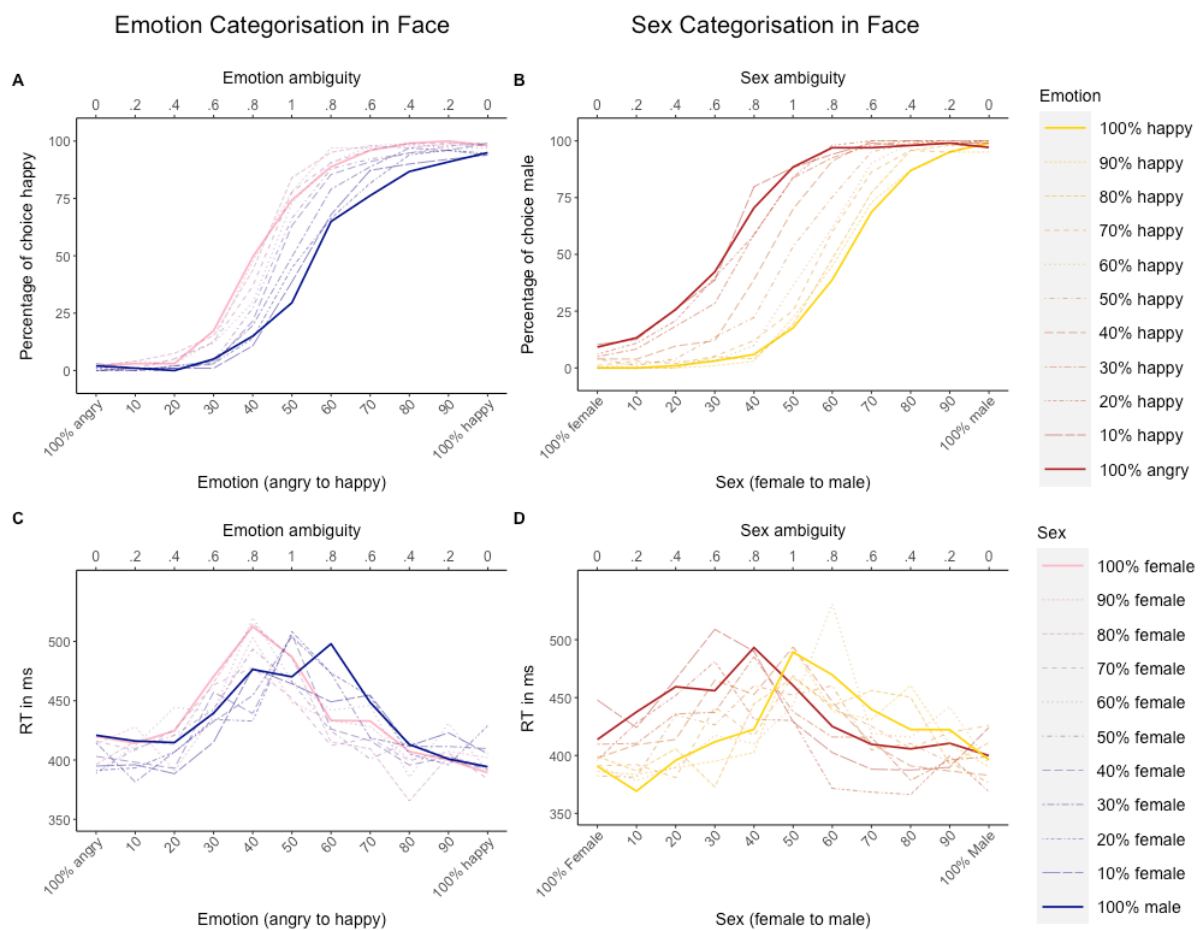 Emotion Categorisation in Face
Sex Categorisation in Face
A
Emotion ambiguity
0 .2 .4 .6 .8 1 .8 .6 .4 .2 0
Percentage of choice happy
100
75
50
25
0
100% angry 10 20 30 40 50 60 70 80 90 100% happy
Emotion (angry to happy)
B
Sex ambiguity
0 .2 .4 .6 .8 1 .8 .6 .4 .2 0
Percentage of choice male
100
75
50
25
0
100% female 10 20 30 40 50 60 70 80 90 100% male
Sex (female to male)
Emotion
100% happy
90% happy
80% happy
70% happy
60% happy
50% happy
40% happy
30% happy
20% happy
10% happy
100% angry
C
Emotion ambiguity
0 .2 .4 .6 .8 1 .8 .6 .4 .2 0
RT in ms
500
450
400
350
100% angry 10 20 30 40 50 60 70 80 90 100% happy
Emotion (angry to happy)
D
Sex ambiguity
0 .2 .4 .6 .8 1 .8 .6 .4 .2 0
RT in ms
500
450
400
350
100% Female 10 20 30 40 50 60 70 80 90 100% Male
Sex (female to male)
Sex
100% female
90% female
80% female
70% female
60% female
50% female
40% female
30% female
20% female
10% female
100% male